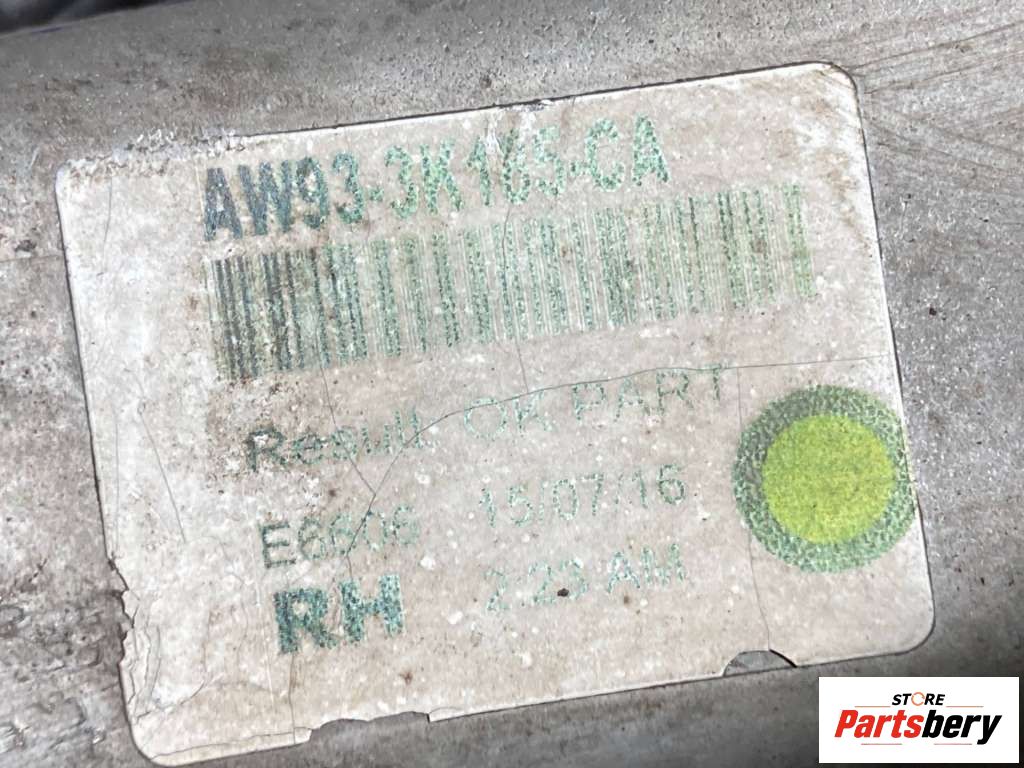 AW93-3K165-CA
Result OK PART
E6606 15/07/16
RH 2:23 AM
STORE
Partsbery